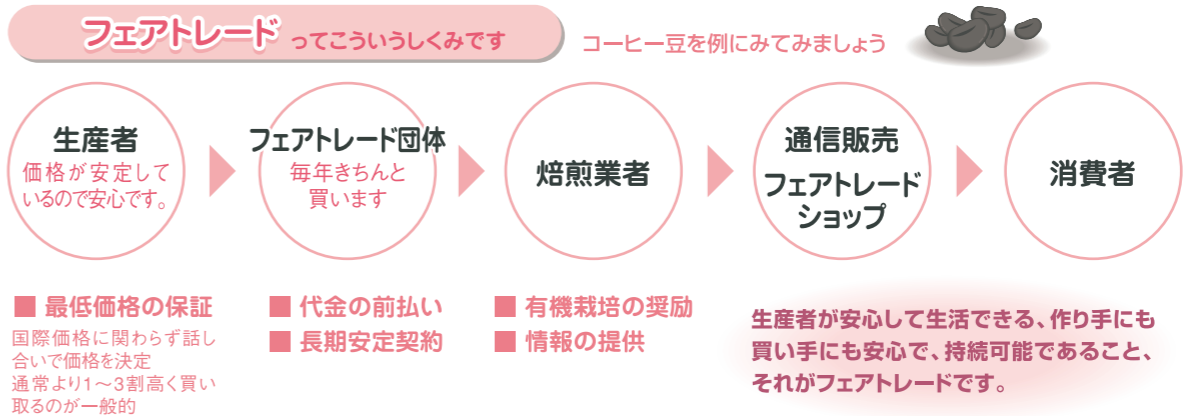 フェアトレード ってこういうしくみです
コーヒー豆を例にみてみましょう
生産者
価格が安定して
いるので安心です。
フェアトレード団体
毎年きちんと
買います
焙煎業者
通信販売
フェアトレード
ショップ
消費者
■ 最低価格の保証
国際価格に関わらず話し
合いで価格を決定
通常より1～3割高く買い
取るのが一般的
■ 代金の前払い
■ 長期安定契約
■ 有機栽培の奨励
■ 情報の提供
生産者が安心して生活できる、作り手にも
買い手にも安心で、持続可能であること、
それがフェアトレードです。